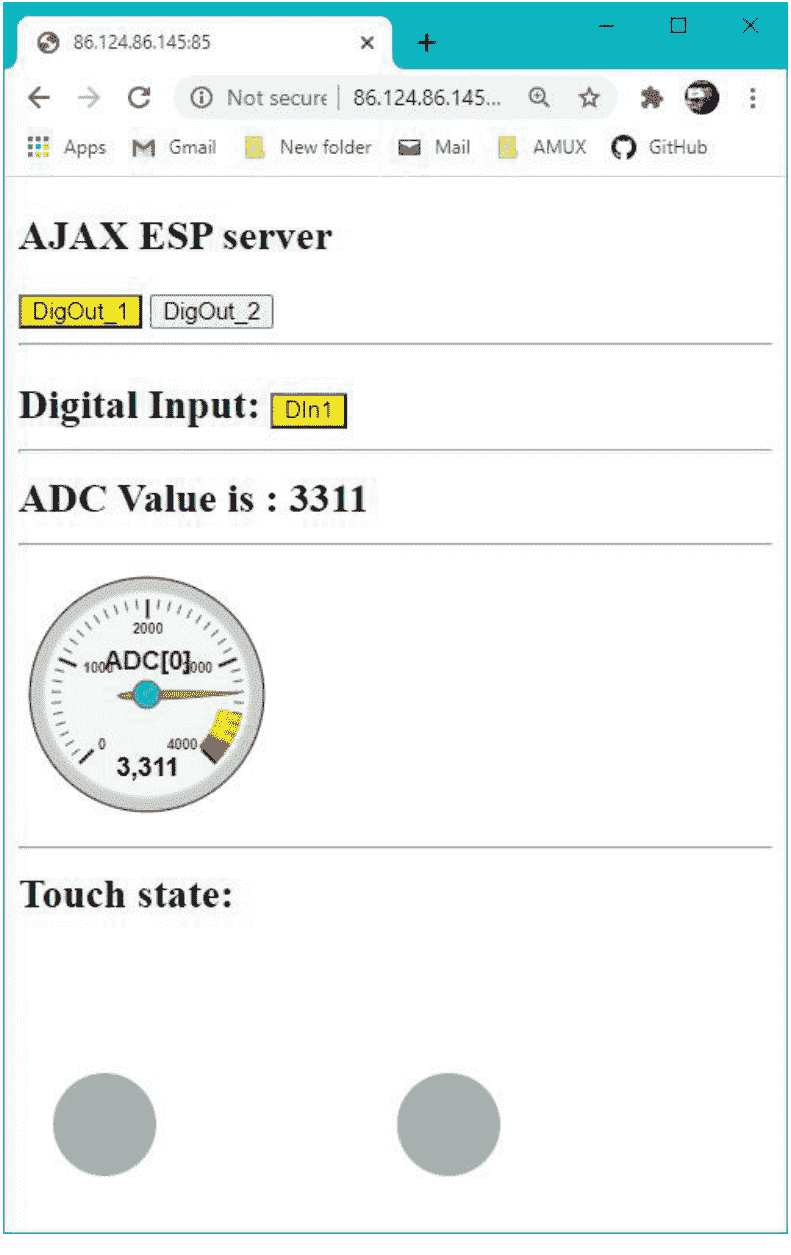 86.124.86.145:85
Not secure 86.124.86.145...
Apps Gmail New folder Mail AMUX GitHub
AJAX ESP server
DigOut_1 DigOut_2
Digital Input: DIn1
ADC Value is : 3311
2000
1000 ADC[0] 3000
0 4000
3,311
Touch state: